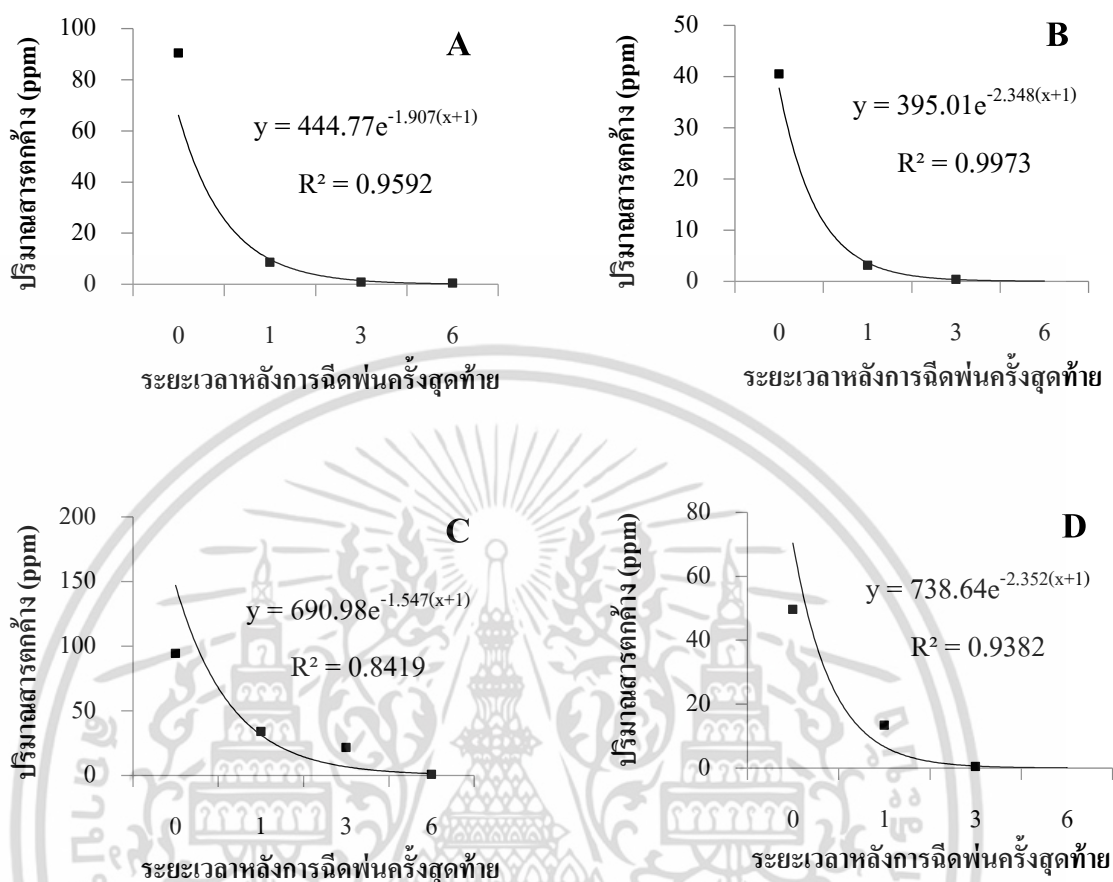 A
ปริมาณสารตกค้าง (ppm)
100
80
60
40
20
0
y = 444.77e^-1.907(x+1)
R² = 0.9592
0 1 3 6
ระยะเวลาหลังการฉีดพ่นครั้งสุดท้าย
B
ปริมาณสารตกค้าง (ppm)
50
40
30
20
10
0
y = 395.01e^-2.348(x+1)
R² = 0.9973
0 1 3 6
ระยะเวลาหลังการฉีดพ่นครั้งสุดท้าย
C
ปริมาณสารตกค้าง (ppm)
200
150
100
50
0
y = 690.98e^-1.547(x+1)
R² = 0.8419
0 1 3 6
ระยะเวลาหลังการฉีดพ่นครั้งสุดท้าย
D
ปริมาณสารตกค้าง (ppm)
80
60
40
20
0
y = 738.64e^-2.352(x+1)
R² = 0.9382
0 1 3 6
ระยะเวลาหลังการฉีดพ่นครั้งสุดท้าย